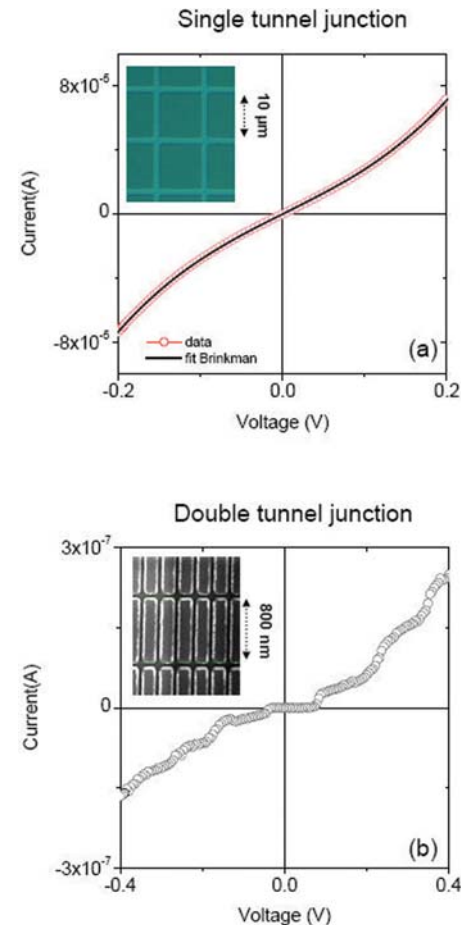 Single tunnel junction
8x10⁻⁵
10 µm
Current(A)
0
data
fit Brinkman
-8x10⁻⁵
(a)
-0.2
0.0
0.2
Voltage (V)
Double tunnel junction
3x10⁻⁷
800 nm
Current(A)
0
-3x10⁻⁷
(b)
-0.4
0.0
0.4
Voltage (V)